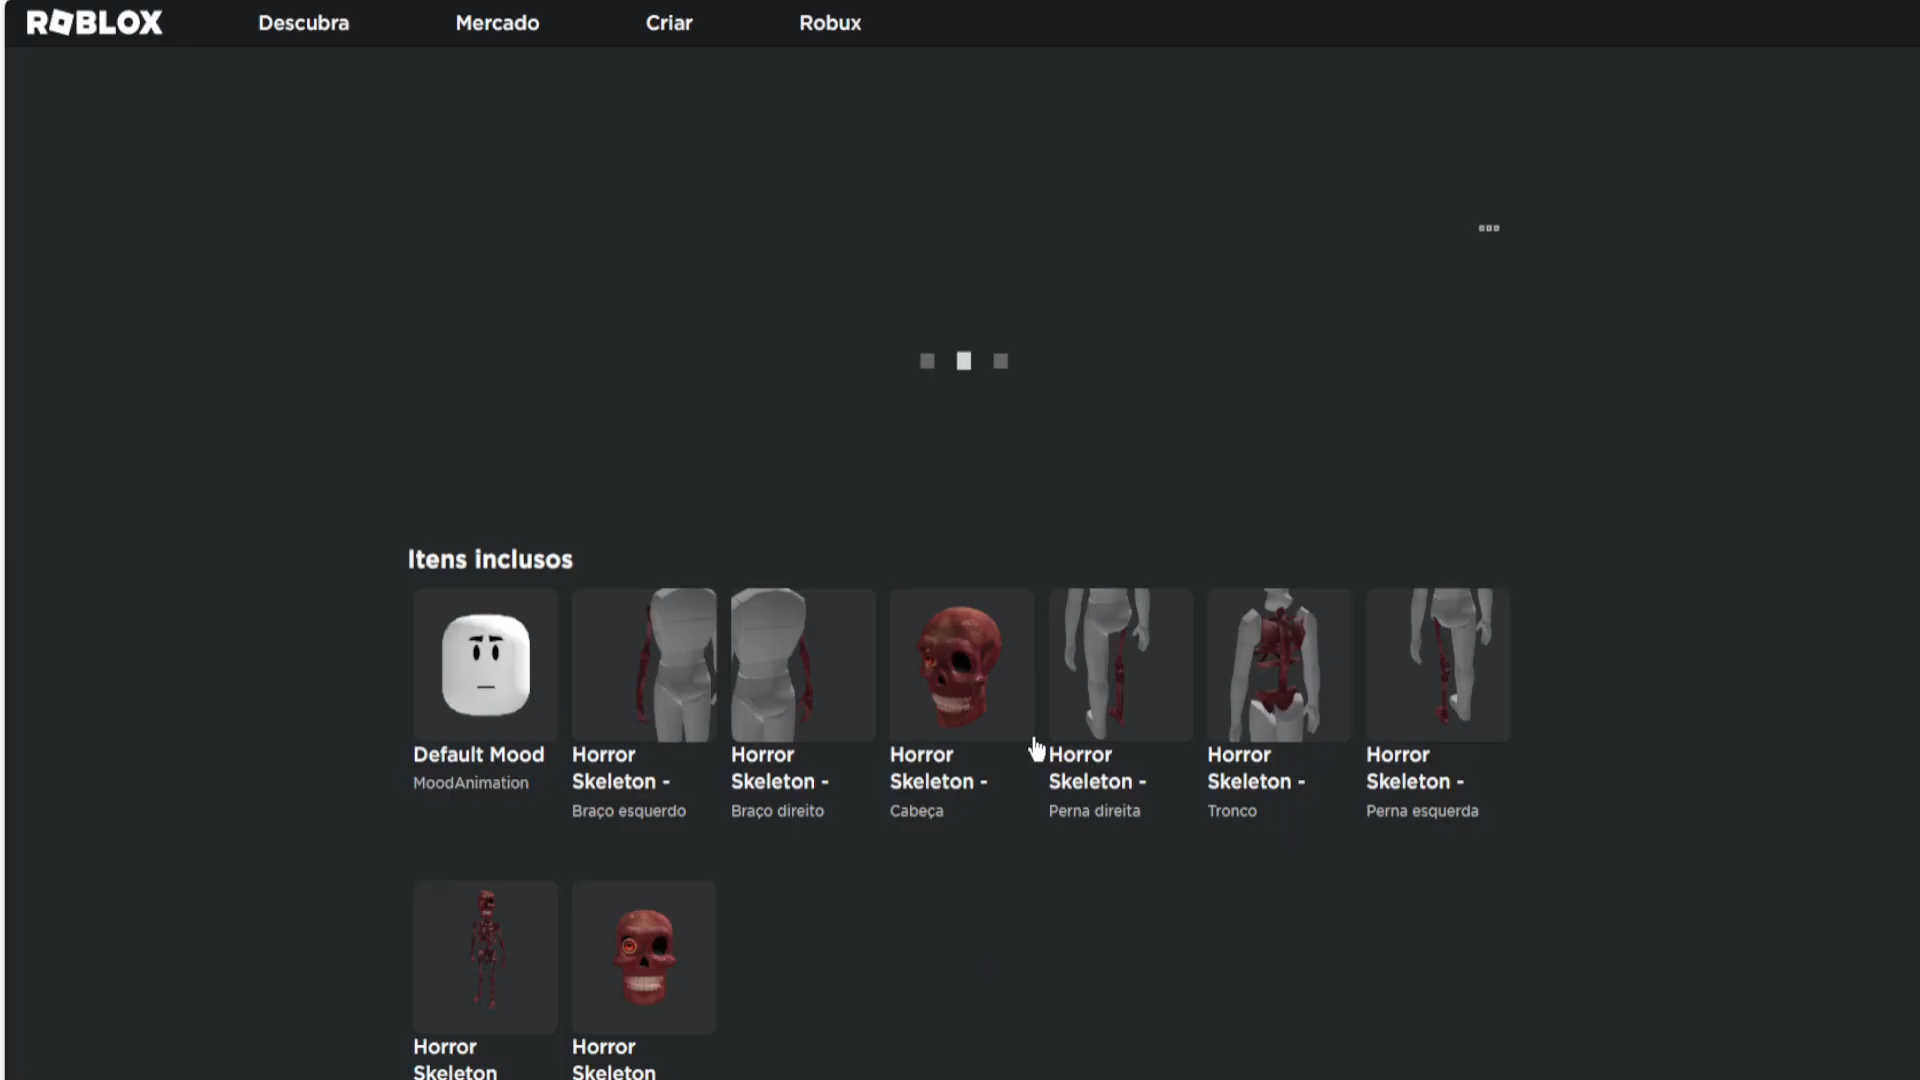 ROBLOX Descubra Mercado Criar Robux
Itens inclusos
Default Mood
MoodAnimation
Horror
Skeleton -
Braço esquerdo
Horror
Skeleton -
Braço direito
Horror
Skeleton -
Cabeça
Horror
Skeleton -
Perna direita
Horror
Skeleton -
Tronco
Horror
Skeleton -
Perna esquerda
Horror
Skeleton
Horror
Skeleton